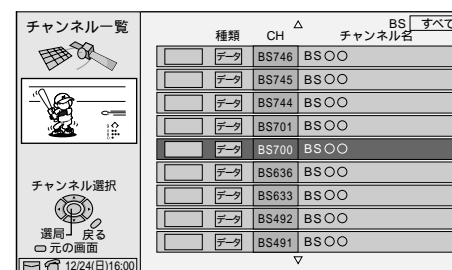 チャンネル一覧
チャンネル選択
選局
戻る
元の画面
12/24(日)16:00
△
BS すべて
種類 CH チャンネル名
データ BS746 BS○○
データ BS745 BS○○
データ BS744 BS○○
データ BS701 BS○○
データ BS700 BS○○
データ BS636 BS○○
データ BS633 BS○○
データ BS492 BS○○
データ BS491 BS○○
▽